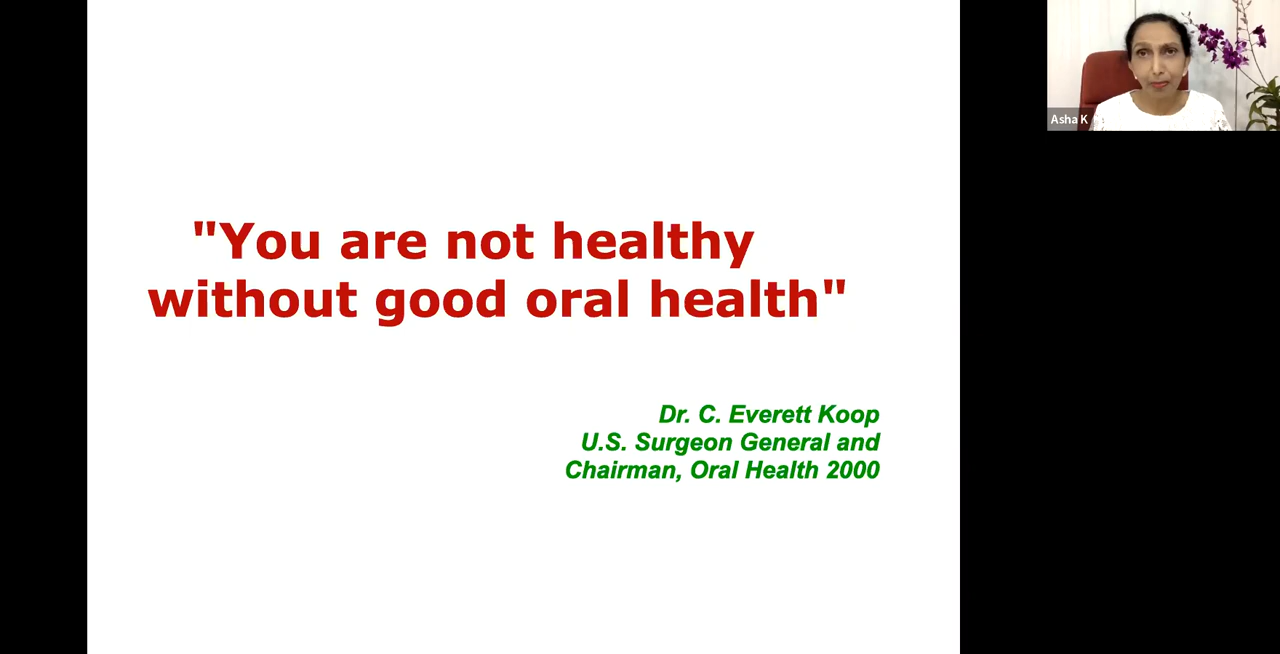 "You are not healthy
without good oral health"
Dr. C. Everett Koop
U.S. Surgeon General and
Chairman, Oral Health 2000
Asha K